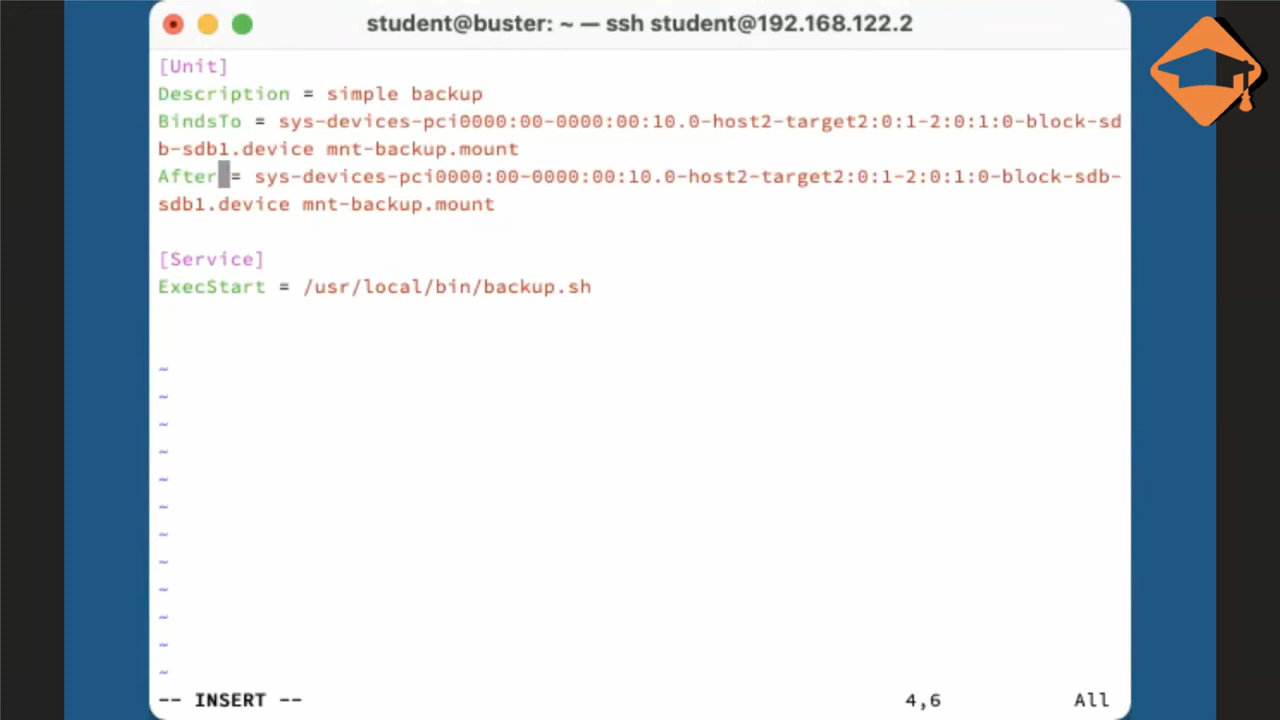 student@buster: ~ — ssh student@192.168.122.2
[Unit]
Description = simple backup
BindsTo = sys-devices-pci0000:00-0000:00:10.0-host2-target2:0:1-2:0:1:0-block-sd
b-sdb1.device mnt-backup.mount
After = sys-devices-pci0000:00-0000:00:10.0-host2-target2:0:1-2:0:1:0-block-sdb-
sdb1.device mnt-backup.mount
[Service]
ExecStart = /usr/local/bin/backup.sh
~
~
~
~
~
~
~
~
~
~
~
~
-- INSERT -- 4,6 All